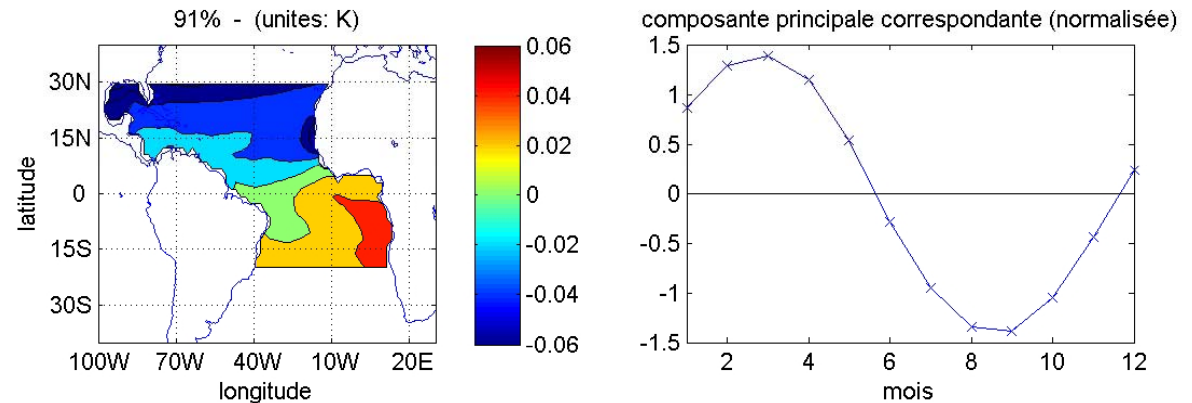 91%  -  (unites: K)
30N
15N
0
15S
30S
latitude
100W 70W 40W 10W 20E
longitude
0.06
0.04
0.02
0
-0.02
-0.04
-0.06
composante principale correspondante (normalisée)
1.5
1
0.5
0
-0.5
-1
-1.5
2 4 6 8 10 12
mois